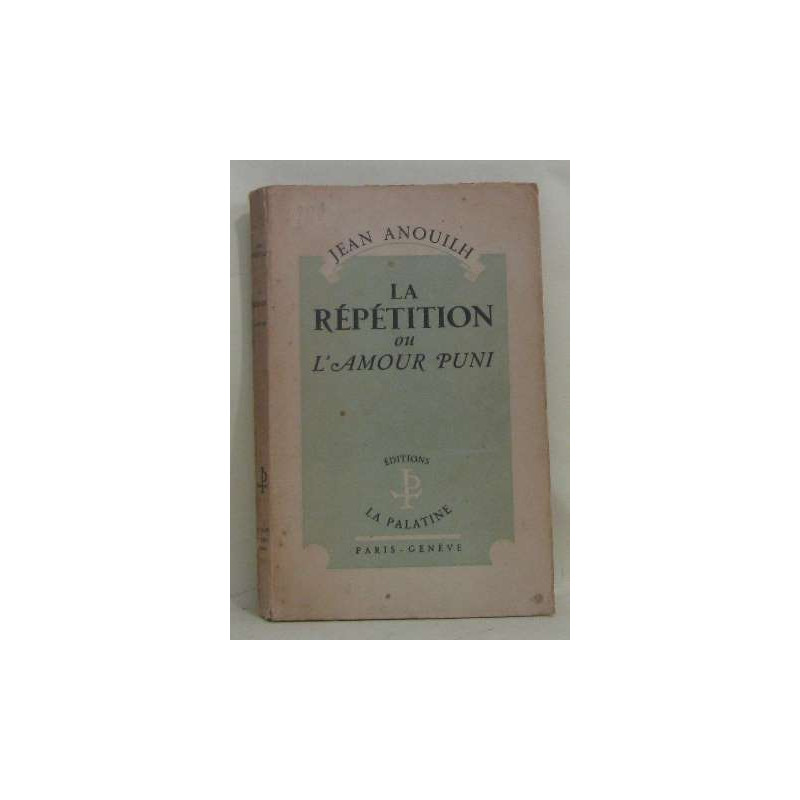 JEAN ANOUILH
LA
RÉPÉTITION
ou
L'AMOUR PUNI
ÉDITIONS
LA PALATINE
PARIS - GENÈVE